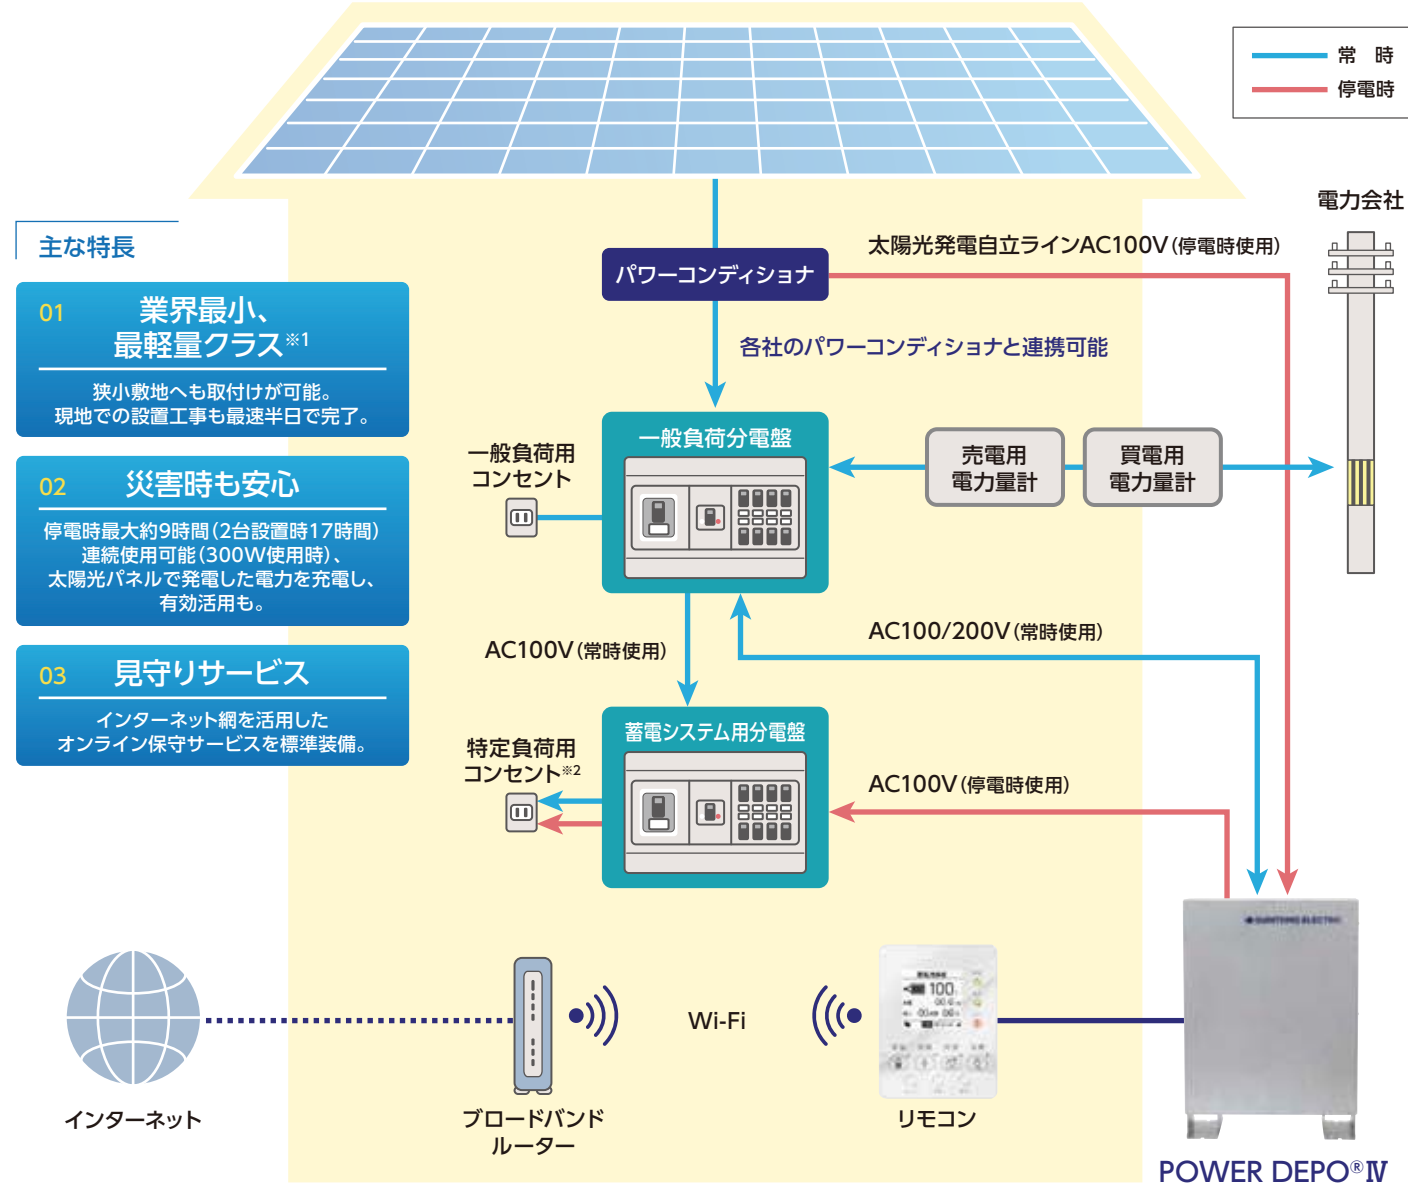 常　時
停電時
電力会社
主な特長
01
業界最小、
最軽量クラス※1
狭小敷地へも取付けが可能。
現地での設置工事も最速半日で完了。
02
災害時も安心
停電時最大約9時間（2台設置時17時間）
連続使用可能（300W使用時）、
太陽光パネルで発電した電力を充電し、
有効活用も。
03
見守りサービス
インターネット網を活用した
オンライン保守サービスを標準装備。
パワーコンディショナ
太陽光発電自立ラインAC100V（停電時使用）
各社のパワーコンディショナと連携可能
一般負荷分電盤
一般負荷用
コンセント
売電用
電力量計
買電用
電力量計
AC100V（常時使用）
AC100/200V（常時使用）
蓄電システム用分電盤
特定負荷用
コンセント※2
AC100V（停電時使用）
SUMITOMO ELECTRIC
100
Wi-Fi
インターネット
ブロードバンド
ルーター
リモコン
POWER DEPO®Ⅳ